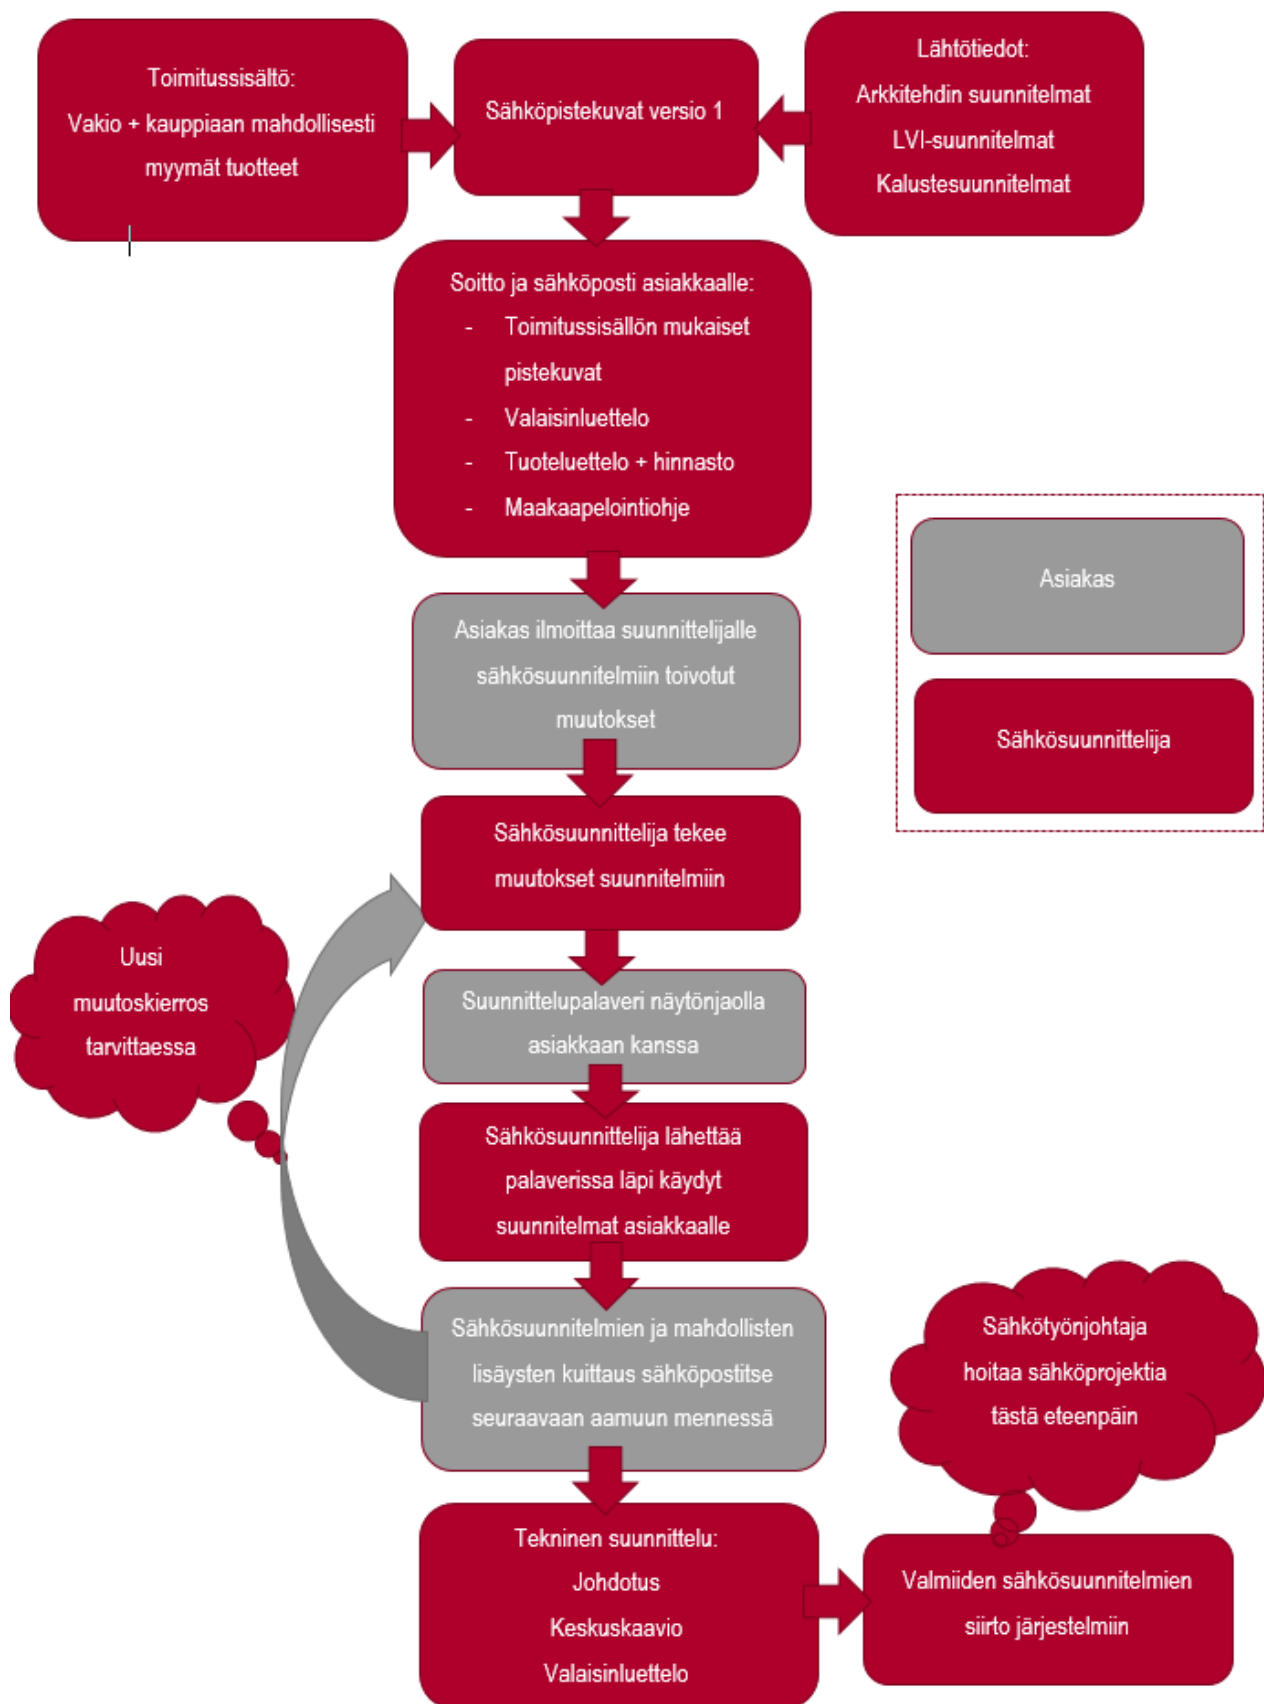 Toimitussisältö:
Vakio + kauppiaan mahdollisesti
myymät tuotteet
Sähköpistekuvat versio 1
Lähtötiedot:
Arkkitehdin suunnitelmat
LVI-suunnitelmat
Kalustesuunnitelmat
Soitto ja sähköposti asiakkaalle:
- Toimitussisällön mukaiset
pistekuvat
- Valaisinluettelo
- Tuoteluettelo + hinnasto
- Maakaapelointiohje
Asiakas
Sähkösuunnittelija
Asiakas ilmoittaa suunnittelijalle
sähkösuunnitelmiin toivotut
muutokset
Sähkösuunnittelija tekee
muutokset suunnitelmiin
Uusi
muutoskierros
tarvittaessa
Suunnittelupalaveri näytönjaolla
asiakkaan kanssa
Sähkösuunnittelija lähettää
palaverissa läpi käydyt
suunnitelmat asiakkaalle
Sähkösuunnitelmien ja mahdollisten
lisäysten kuittaus sähköpostitse
seuraavaan aamuun mennessä
Sähkötyönjohtaja
hoitaa sähköprojektia
tästä eteenpäin
Tekninen suunnittelu:
Johdotus
Keskuskaavio
Valaisinluettelo
Valmiiden sähkösuunnitelmien
siirto järjestelmiin